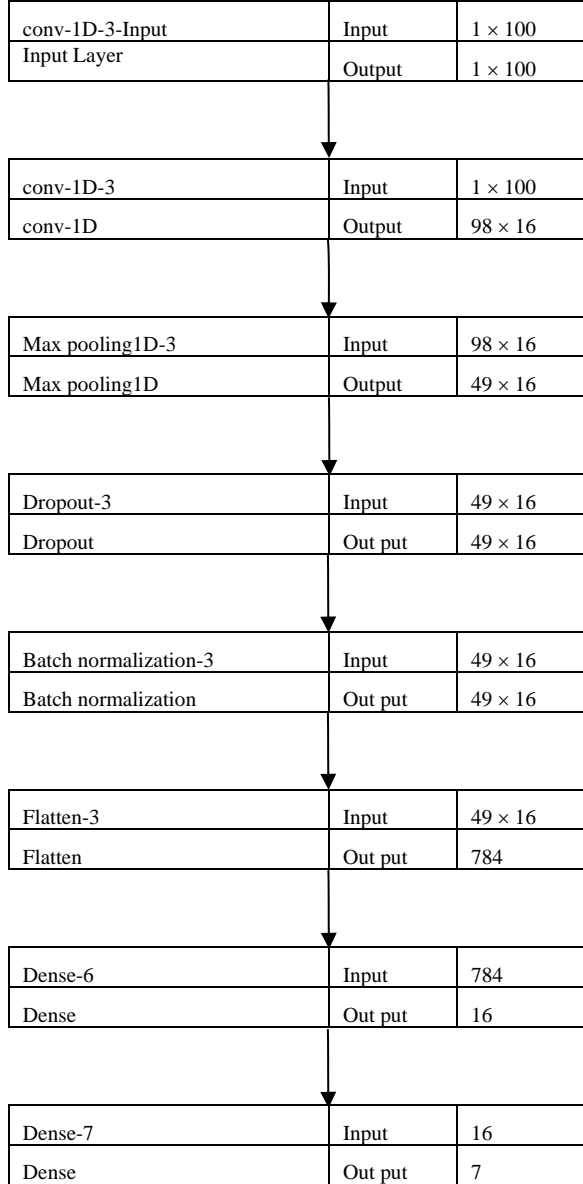 conv-1D-3-Input Input 1 × 100
Input Layer Output 1 × 100
conv-1D-3 Input 1 × 100
conv-1D Output 98 × 16
Max pooling1D-3 Input 98 × 16
Max pooling1D Output 49 × 16
Dropout-3 Input 49 × 16
Dropout Out put 49 × 16
Batch normalization-3 Input 49 × 16
Batch normalization Out put 49 × 16
Flatten-3 Input 49 × 16
Flatten Out put 784
Dense-6 Input 784
Dense Out put 16
Dense-7 Input 16
Dense Out put 7